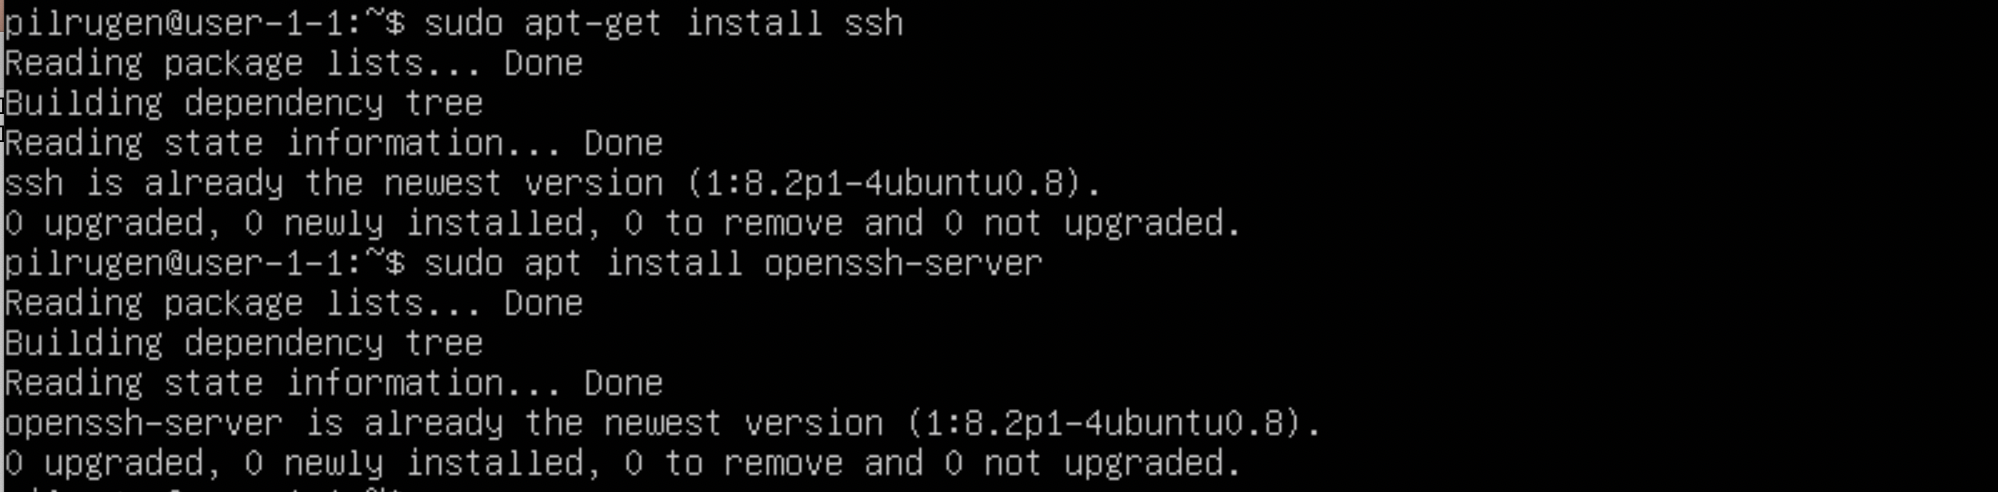 pilrugen@user-1-1:~$ sudo apt-get install ssh
Reading package lists... Done
Building dependency tree
Reading state information... Done
ssh is already the newest version (1:8.2p1-4ubuntu0.8).
0 upgraded, 0 newly installed, 0 to remove and 0 not upgraded.
pilrugen@user-1-1:~$ sudo apt install openssh-server
Reading package lists... Done
Building dependency tree
Reading state information... Done
openssh-server is already the newest version (1:8.2p1-4ubuntu0.8).
0 upgraded, 0 newly installed, 0 to remove and 0 not upgraded.